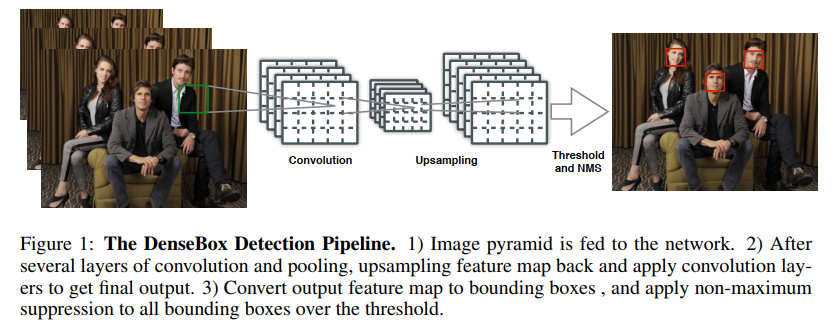 Convolution
Upsampling
Threshold
and NMS
Figure 1: The DenseBox Detection Pipeline. 1) Image pyramid is fed to the network. 2) After
several layers of convolution and pooling, upsampling feature map back and apply convolution lay-
ers to get final output. 3) Convert output feature map to bounding boxes , and apply non-maximum
suppression to all bounding boxes over the threshold.